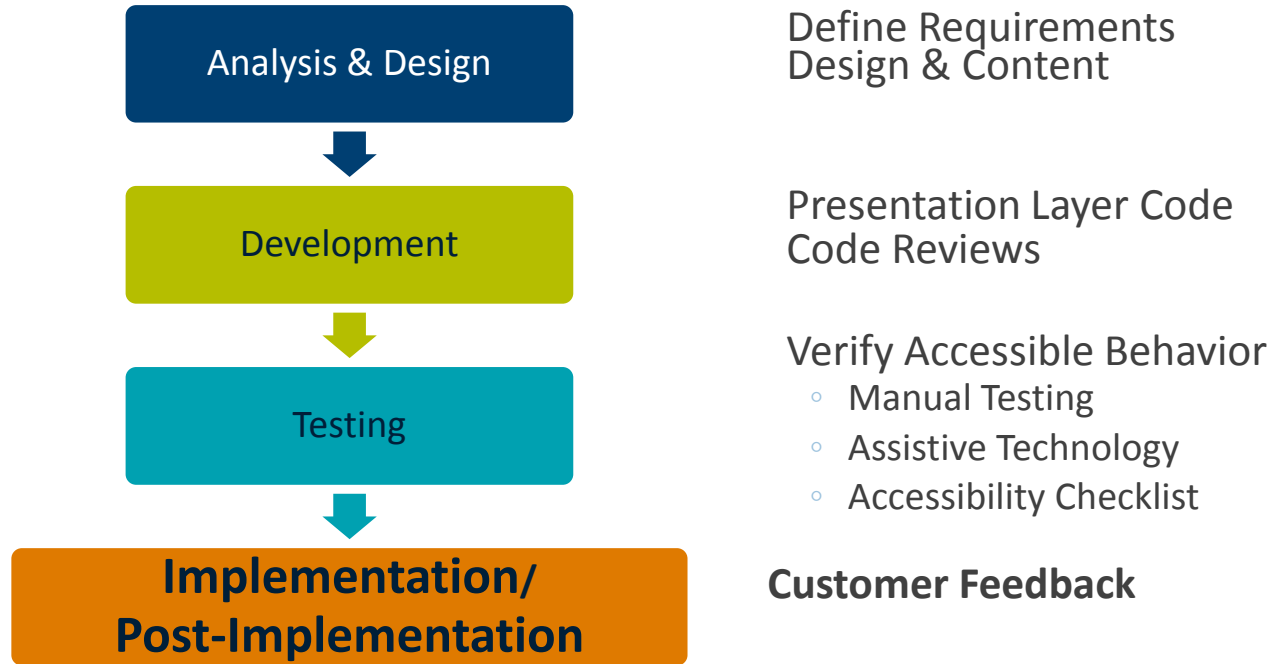 Analysis & Design
Define Requirements
Design & Content
Development
Presentation Layer Code
Code Reviews
Testing
Verify Accessible Behavior
◦ Manual Testing
◦ Assistive Technology
◦ Accessibility Checklist
Implementation/
Post-Implementation
Customer Feedback